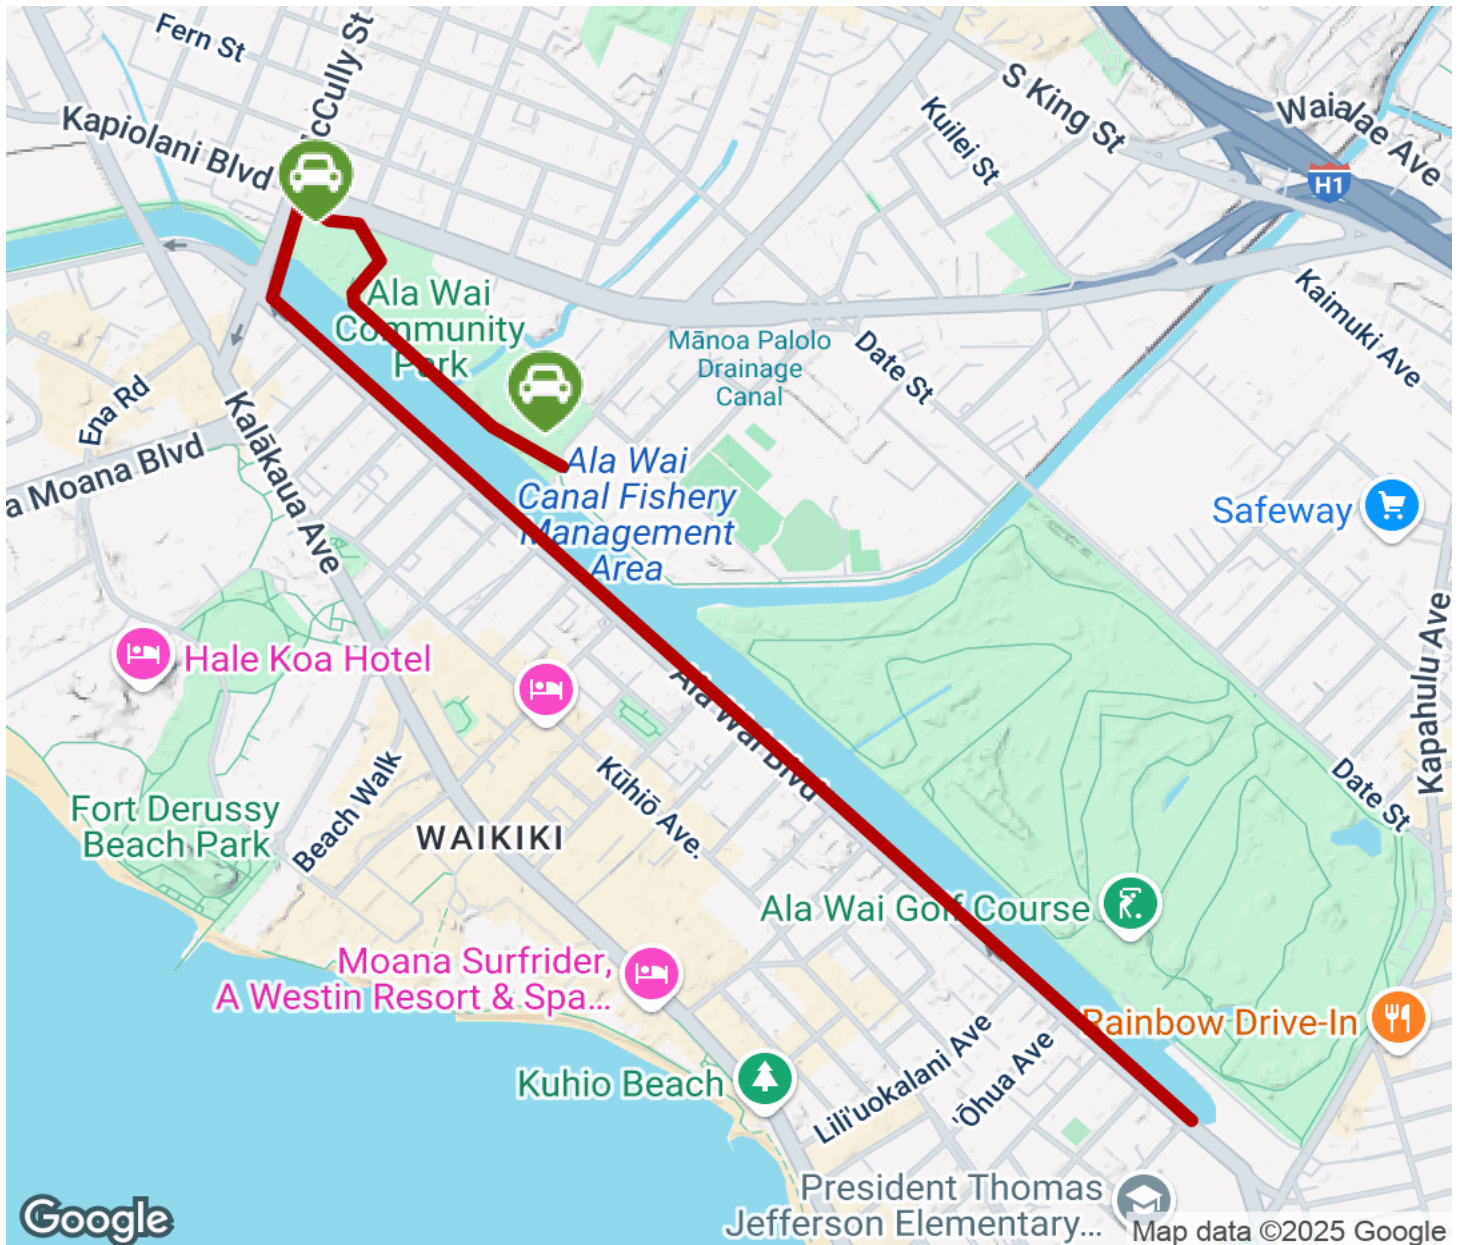 Fern St
cCully St
Kapiolani Blvd
S King St
Waialae Ave
Kuilei St
H1
Kaimuki Ave
Ala Wai
Community
Park
Mānoa Palolo
Drainage
Canal
Date St
Ena Rd
a Moana Blvd
Kalākaua Ave
Ala Wai
Canal Fishery
Management
Area
Safeway
Hale Koa Hotel
Kapahulu Ave
Ala Wai Blvd
Date St
Kūhiō Ave.
Beach Walk
Fort Derussy
Beach Park
WAIKIKI
Ala Wai Golf Course
Moana Surfrider,
A Westin Resort & Spa...
Rainbow Drive-In
Kuhio Beach
Lili'uokalani Ave
'Ōhua Ave
President Thomas
Jefferson Elementary...
Google
Map data ©2025 Google